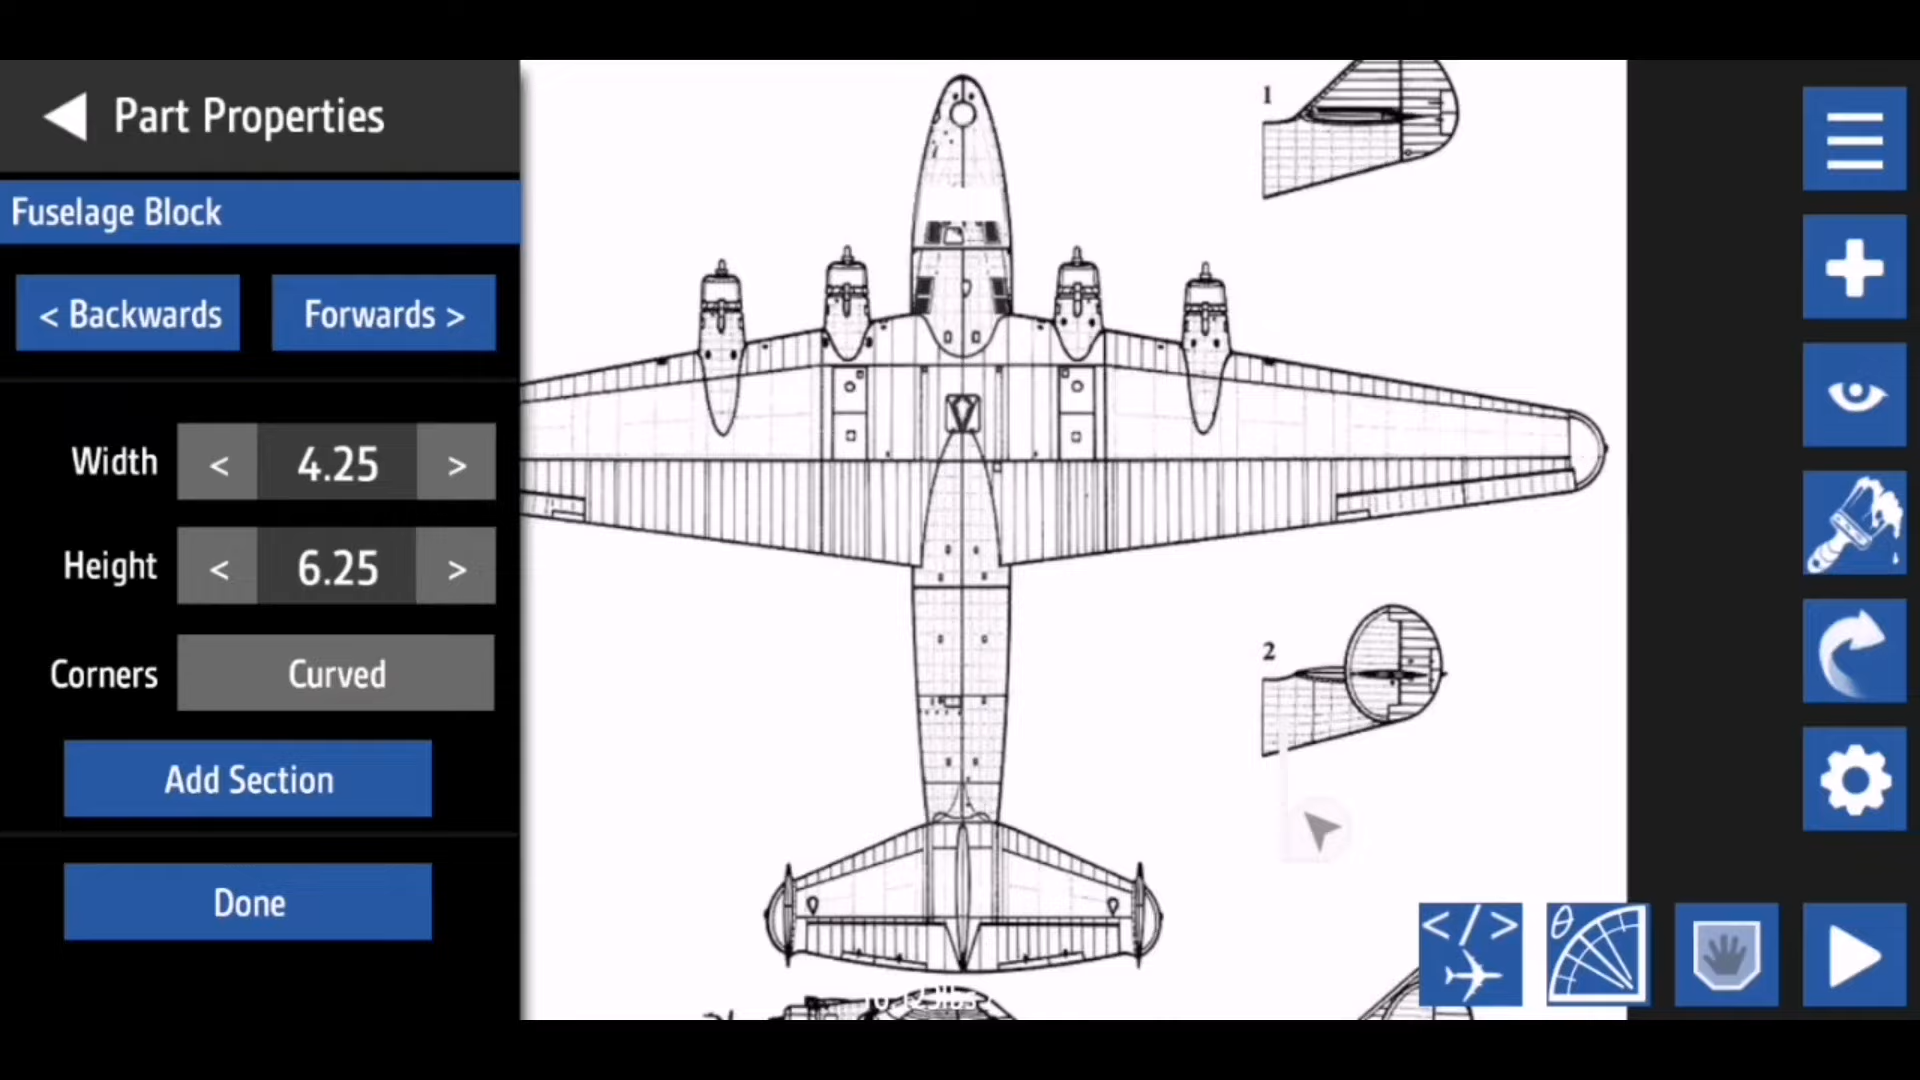 Part Properties
Fuselage Block
< Backwards
Forwards >
Width
<
4.25
>
Height
<
6.25
>
Corners
Curved
Add Section
Done
1
2
</>
θ